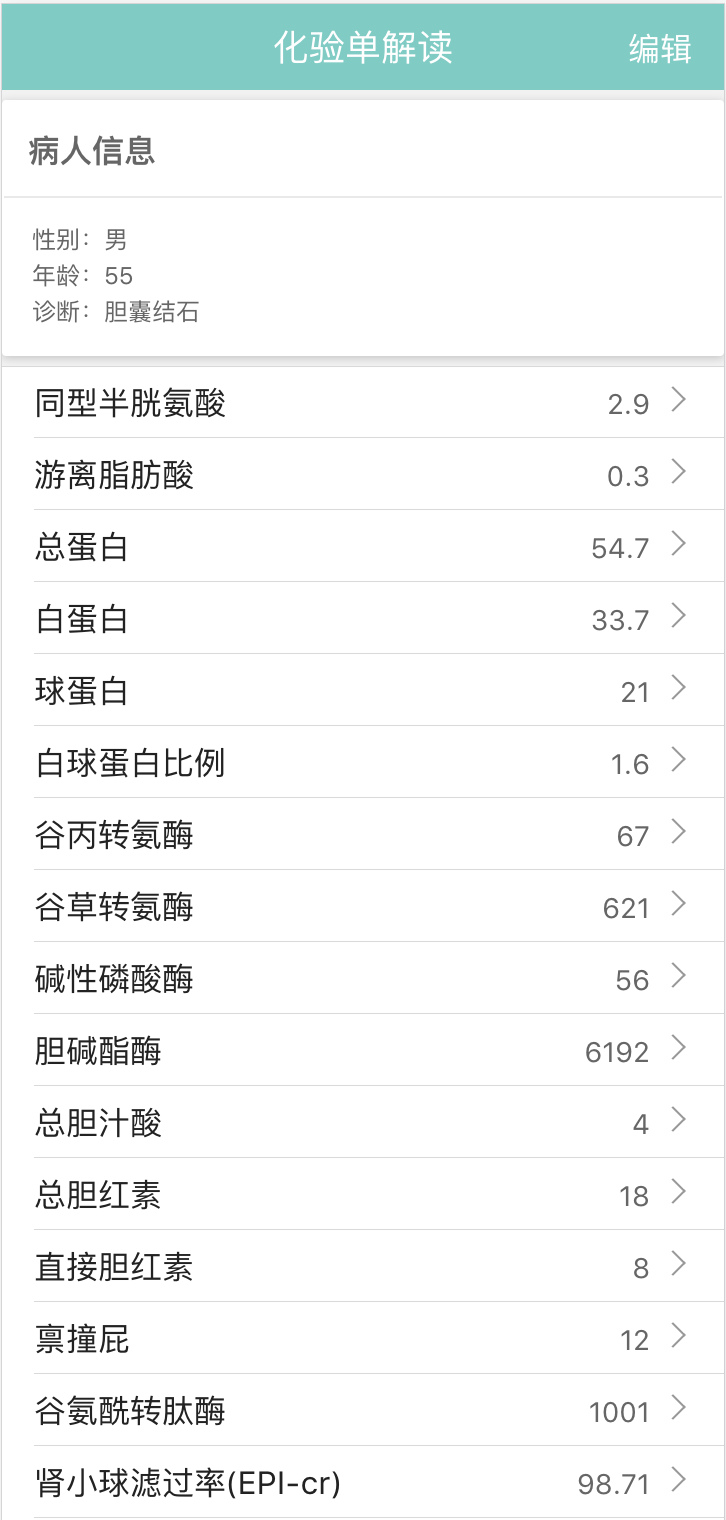 化验单解读
编辑
病人信息
性别：男
年龄：55
诊断：胆囊结石
同型半胱氨酸 2.9
游离脂肪酸 0.3
总蛋白 54.7
白蛋白 33.7
球蛋白 21
白球蛋白比例 1.6
谷丙转氨酶 67
谷草转氨酶 621
碱性磷酸酶 56
胆碱酯酶 6192
总胆汁酸 4
总胆红素 18
直接胆红素 8
禀撞屁 12
谷氨酰转肽酶 1001
肾小球滤过率(EPI-cr) 98.71